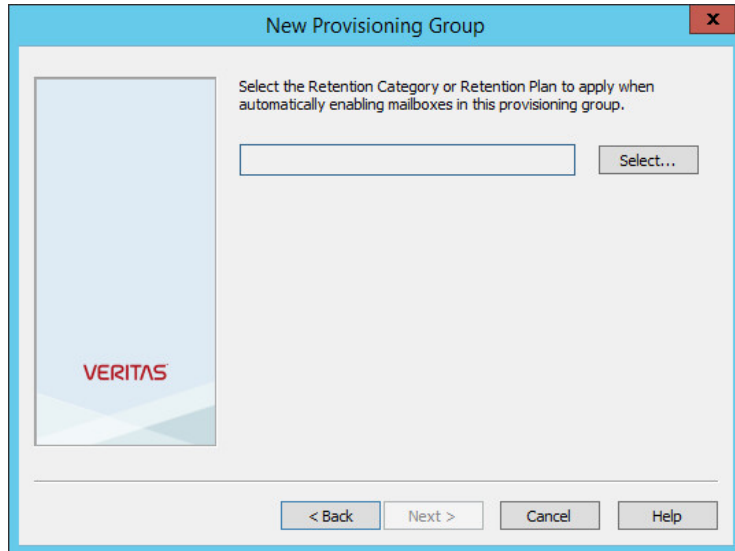 New Provisioning Group
x
Select the Retention Category or Retention Plan to apply when
automatically enabling mailboxes in this provisioning group.
Select...
VERITAS
< Back
Next >
Cancel
Help